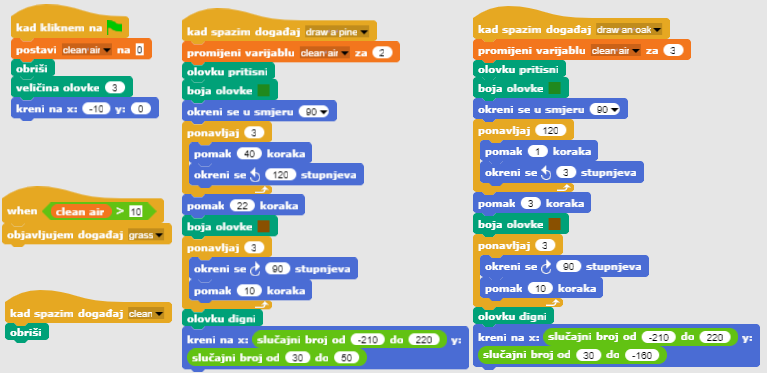 kad kliknem na
postavi clean air na 0
obriši
veličina olovke 3
kreni na x: -10 y: 0
when clean air > 10
objavljujem događaj grass
kad spazim događaj clean
obriši
kad spazim događaj draw a pine
promijeni varijablu clean air za 2
olovku pritisni
boja olovke
okreni se u smjeru 90
ponavljaj 3
pomak 40 koraka
okreni se 120 stupnjeva
pomak 22 koraka
boja olovke
ponavljaj 3
okreni se 90 stupnjeva
pomak 10 koraka
olovku digni
kreni na x: slučajni broj od -210 do 220 y:
slučajni broj od 30 do 50
kad spazim događaj draw an oak
promijeni varijablu clean air za 3
olovku pritisni
boja olovke
okreni se u smjeru 90
ponavljaj 120
pomak 1 koraka
okreni se 3 stupnjeva
pomak 3 koraka
boja olovke
ponavljaj 3
okreni se 90 stupnjeva
pomak 10 koraka
olovku digni
kreni na x: slučajni broj od -210 do 220 y:
slučajni broj od 30 do -160